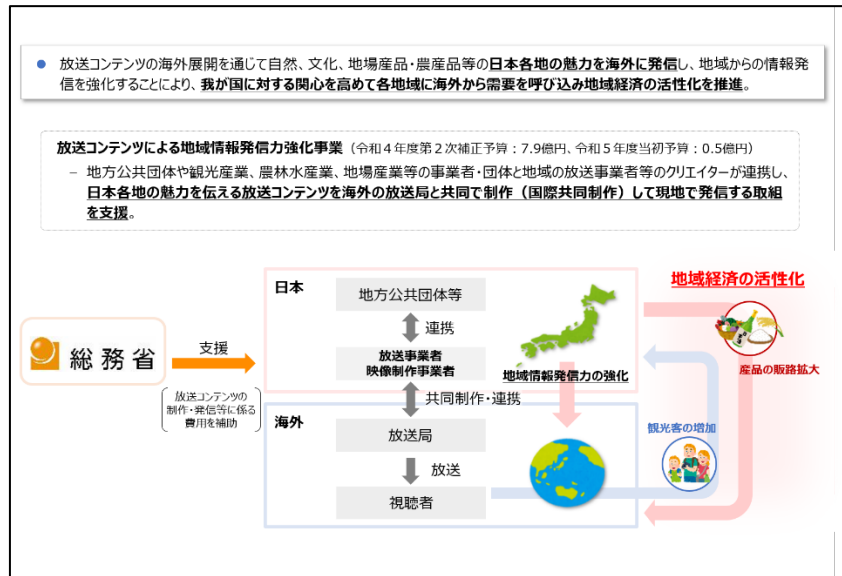 ● 放送コンテンツの海外展開を通じて自然、文化、地場産品・農産品等の日本各地の魅力を海外に発信し、地域からの情報発
信を強化することにより、我が国に対する関心を高めて各地域に海外から需要を呼び込み地域経済の活性化を推進。
放送コンテンツによる地域情報発信力強化事業（令和４年度第２次補正予算：7.9億円、令和５年度当初予算：0.5億円）
– 地方公共団体や観光産業、農林水産業、地場産業等の事業者・団体と地域の放送事業者等のクリエイターが連携し、
日本各地の魅力を伝える放送コンテンツを海外の放送局と共同で制作（国際共同制作）して現地で発信する取組
を支援。
総務省
支援
放送コンテンツの
制作・発信等に係る
費用を補助
日本
地方公共団体等
連携
放送事業者
映像制作事業者
共同制作・連携
海外
放送局
放送
視聴者
地域情報発信力の強化
地域経済の活性化
産品の販路拡大
観光客の増加